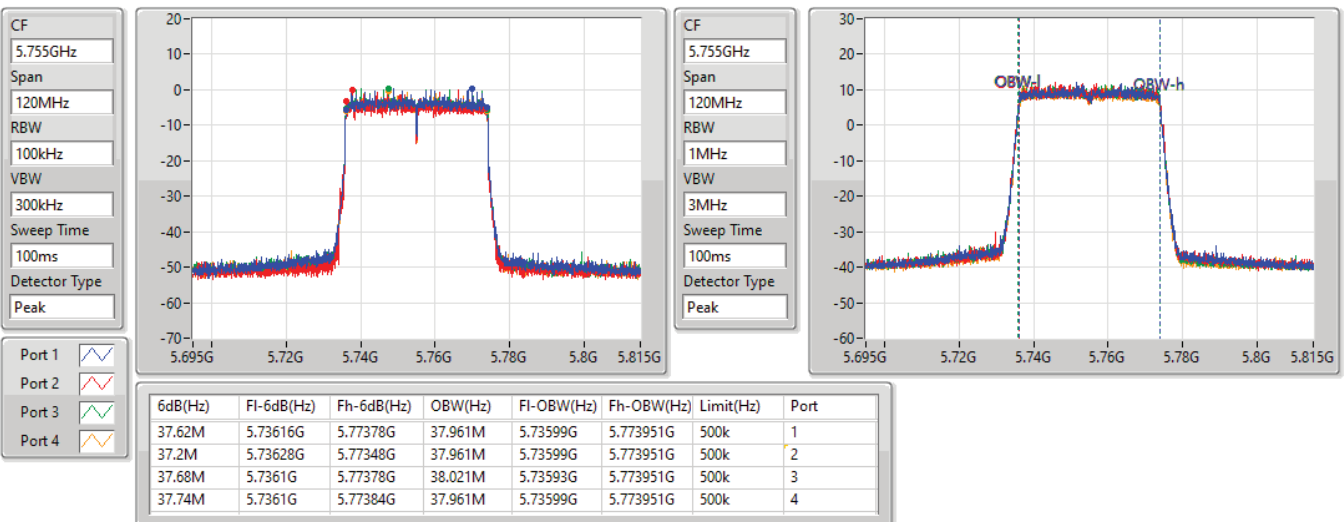 CF
5.755GHz
Span
120MHz
RBW
100kHz
VBW
300kHz
Sweep Time
100ms
Detector Type
Peak
20
10
0
-10
-20
-30
-40
-50
-60
-70
5.695G 5.72G 5.74G 5.76G 5.78G 5.8G 5.815G
CF
5.755GHz
Span
120MHz
RBW
1MHz
VBW
3MHz
Sweep Time
100ms
Detector Type
Peak
30
20
10
0
-10
-20
-30
-40
-50
-60
OBW-l OBW-h
5.695G 5.72G 5.74G 5.76G 5.78G 5.8G 5.815G
Port 1
Port 2
Port 3
Port 4
6dB(Hz) Fl-6dB(Hz) Fh-6dB(Hz) OBW(Hz) Fl-OBW(Hz) Fh-OBW(Hz) Limit(Hz) Port
37.62M 5.73616G 5.77378G 37.961M 5.73599G 5.773951G 500k 1
37.2M 5.73628G 5.77348G 37.961M 5.73599G 5.773951G 500k 2
37.68M 5.7361G 5.77378G 38.021M 5.73593G 5.773951G 500k 3
37.74M 5.7361G 5.77384G 37.961M 5.73599G 5.773951G 500k 4